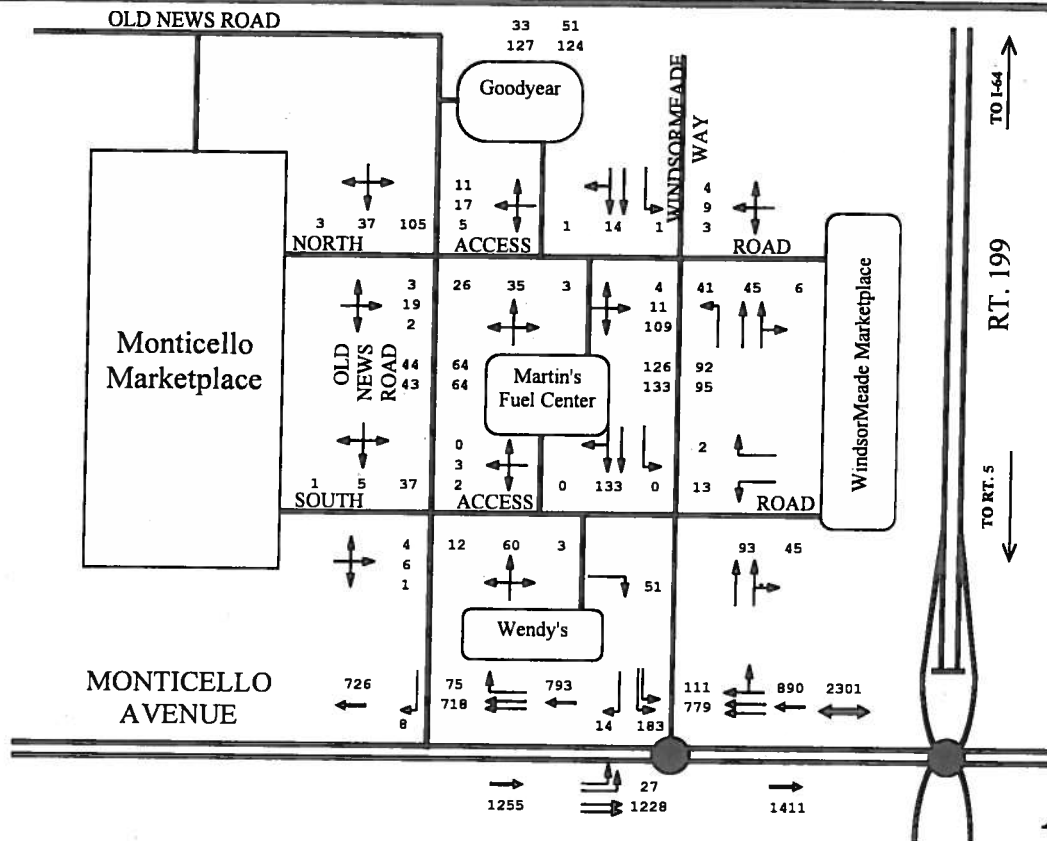 OLD NEWS ROAD
33 51
127 124
Goodyear
WINDSORMEADE
WAY
TO I-64
11
17
5
4
9
3
3 37 105
1 14 1
NORTH ACCESS ROAD
RT. 199
3
19
2
26 35 3
4
11
109
41 45 6
Monticello
Marketplace
OLD
NEWS
ROAD
44 64
43 64
Martin's
Fuel Center
126 92
133 95
WindsorMeade Marketplace
0
3
2
2
13
1 5 37
0 133 0
SOUTH ACCESS ROAD
TO RT. 5
4
6
1
12 60 3
51
93 45
Wendy's
MONTICELLO
AVENUE
726
8
75
718
793
14 183
111
779
890 2301
1255
27
1228
1411